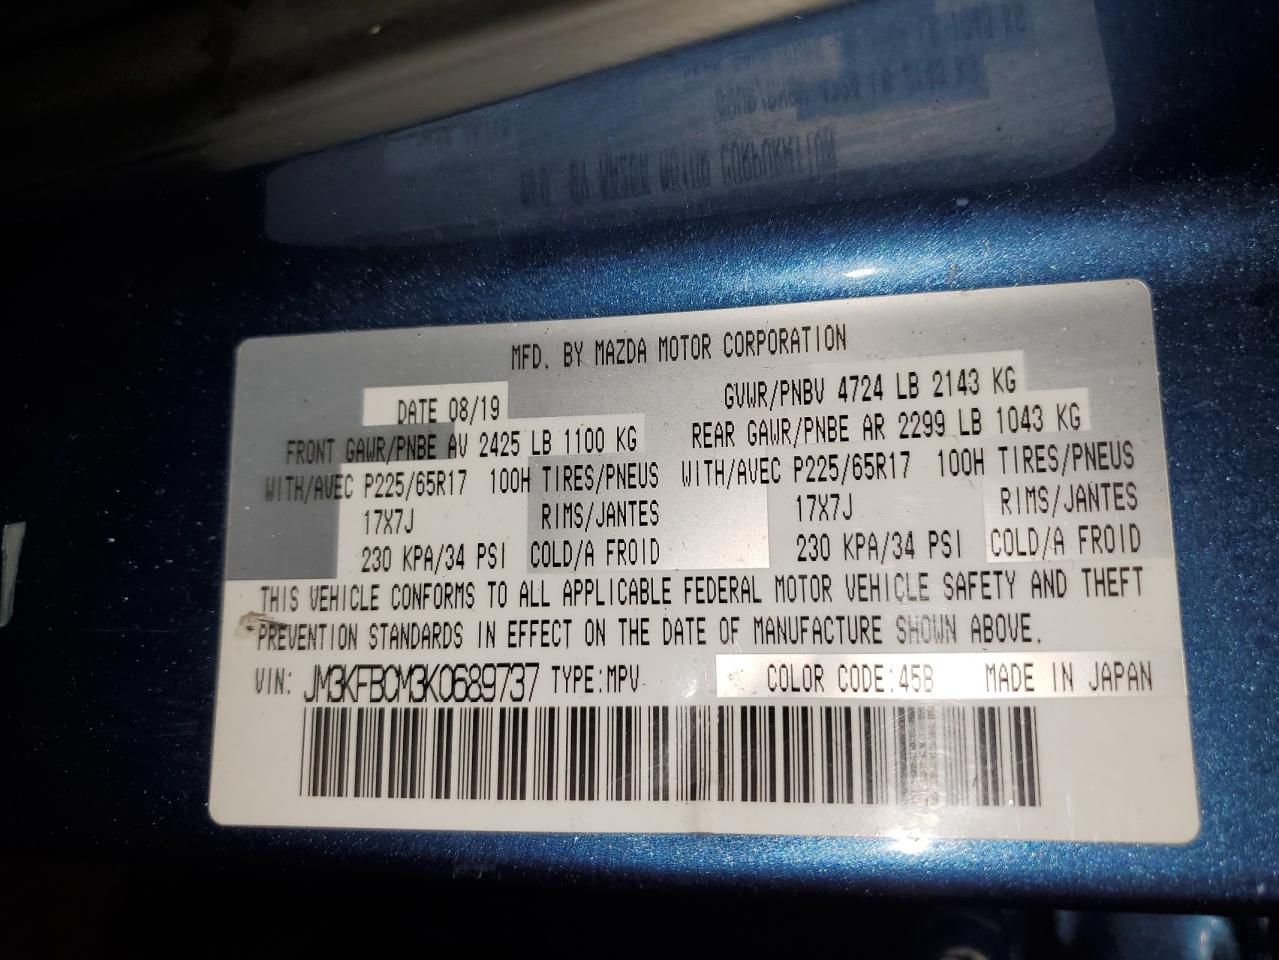 MFD. BY MAZDA MOTOR CORPORATION
DATE 08/19 GVWR/PNBV 4724 LB 2143 KG
FRONT GAWR/PNBE AV 2425 LB 1100 KG REAR GAWR/PNBE AR 2299 LB 1043 KG
WITH/AVEC P225/65R17 100H TIRES/PNEUS WITH/AVEC P225/65R17 100H TIRES/PNEUS
17X7J RIMS/JANTES 17X7J RIMS/JANTES
230 KPA/34 PSI COLD/A FROID 230 KPA/34 PSI COLD/A FROID
THIS VEHICLE CONFORMS TO ALL APPLICABLE FEDERAL MOTOR VEHICLE SAFETY AND THEFT
PREVENTION STANDARDS IN EFFECT ON THE DATE OF MANUFACTURE SHOWN ABOVE.
VIN: JM3KFBCM3K0689737 TYPE:MPV COLOR CODE:45B MADE IN JAPAN